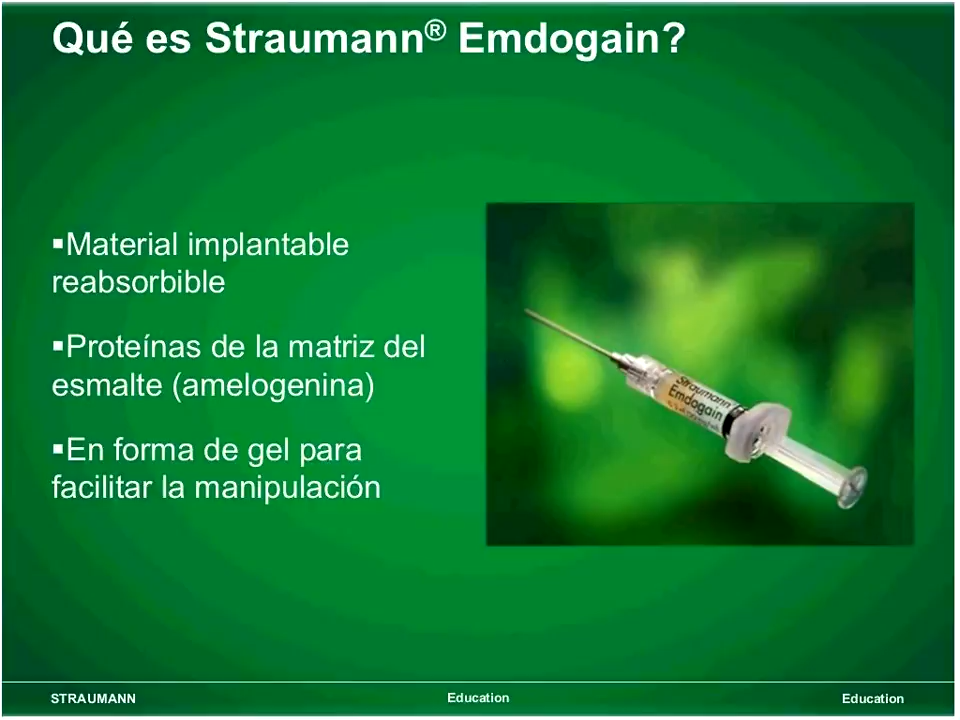 Qué es Straumann® Emdogain?
▪Material implantable
reabsorbible
▪Proteínas de la matriz del
esmalte (amelogenina)
▪En forma de gel para
facilitar la manipulación
Straumann
Emdogain
STRAUMANN
Education
Education